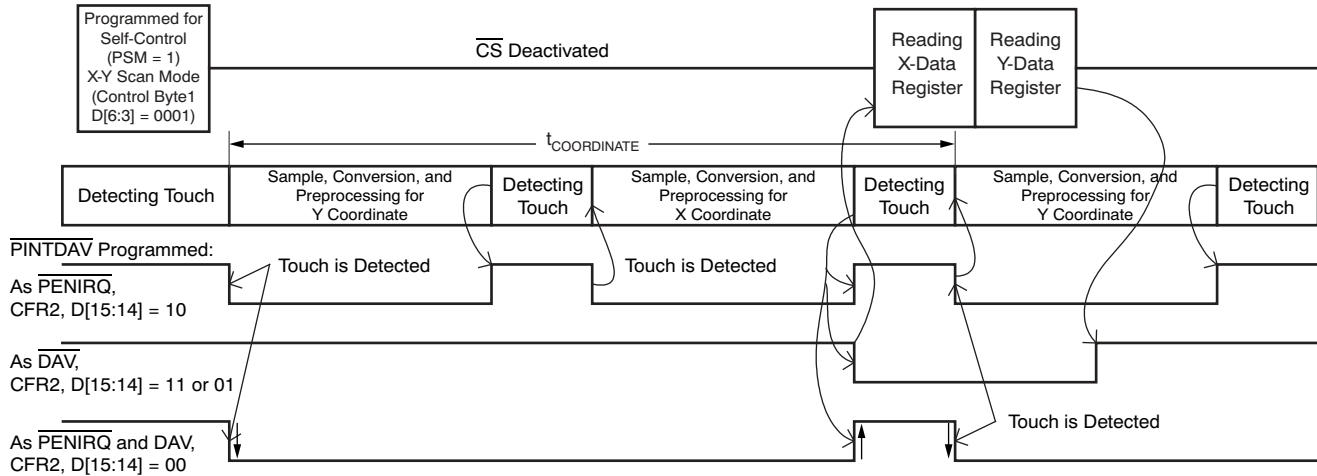 Programmed for
Self-Control
(PSM = 1)
X-Y Scan Mode
(Control Byte1
D[6:3] = 0001)
CS Deactivated
Reading
X-Data
Register
Reading
Y-Data
Register
tCOORDINATE
Detecting Touch
Sample, Conversion, and
Preprocessing for
Y Coordinate
Detecting
Touch
Sample, Conversion, and
Preprocessing for
X Coordinate
Detecting
Touch
Sample, Conversion, and
Preprocessing for
Y Coordinate
Detecting
Touch
PINTDAV Programmed:
Touch is Detected
Touch is Detected
As PENIRQ,
CFR2, D[15:14] = 10
As DAV,
CFR2, D[15:14] = 11 or 01
Touch is Detected
As PENIRQ and DAV,
CFR2, D[15:14] = 00